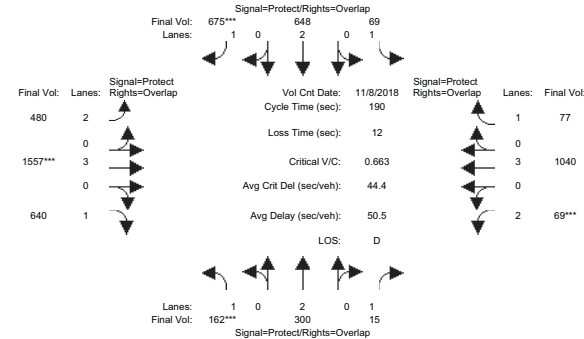 Signal=Protect/Rights=Overlap
Final Vol: 675*** 648 69
Lanes: 1 0 2 0 1
Signal=Protect
Final Vol: Lanes: Rights=Overlap
Vol Cnt Date: 11/8/2018
Signal=Protect
Rights=Overlap Lanes: Final Vol:
Cycle Time (sec): 190
480 2
1 77
Loss Time (sec): 12
0
0
1557*** 3
Critical V/C: 0.663
3 1040
0
Avg Crit Del (sec/veh): 44.4
0
640 1
Avg Delay (sec/veh): 50.5
2 69***
LOS: D
Lanes: 1 0 2 0 1
Final Vol: 162*** 300 15
Signal=Protect/Rights=Overlap